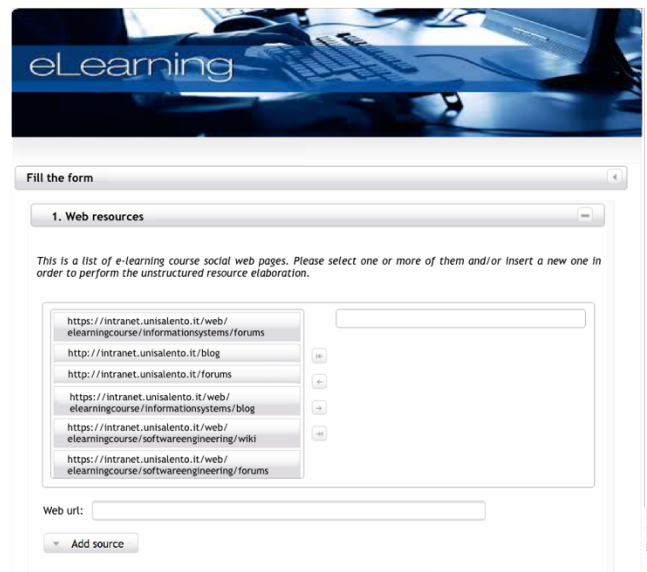 eLearning
Fill the form
1. Web resources
This is a list of e-learning course social web pages. Please select one or more of them and/or insert a new one in
order to perform the unstructured resource elaboration.
https://intranet.unisalento.it/web/
elearningcourse/informationsystems/forums
http://intranet.unisalento.it/blog
http://intranet.unisalento.it/forums
https://intranet.unisalento.it/web/
elearningcourse/informationsystems/blog
https://intranet.unisalento.it/web/
elearningcourse/softwareengineering/wiki
https://intranet.unisalento.it/web/
elearningcourse/softwareengineering/forums
Web url:
Add source